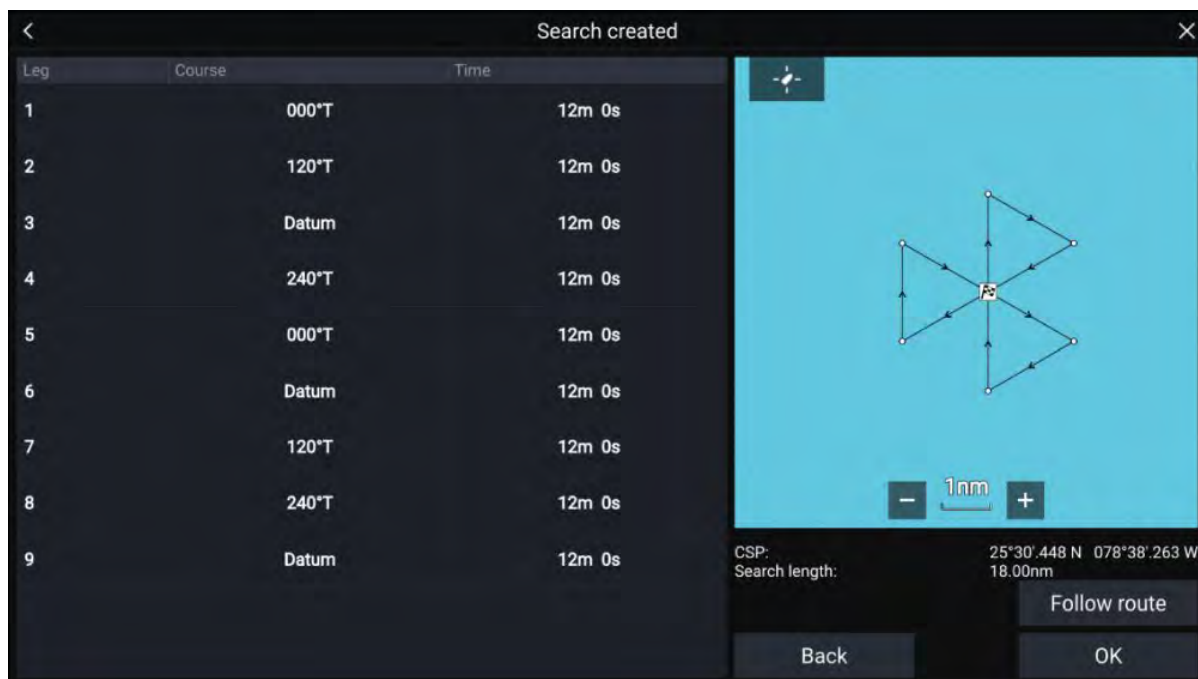 Search created
Leg Course Time
1 000°T 12m 0s
2 120°T 12m 0s
3 Datum 12m 0s
4 240°T 12m 0s
5 000°T 12m 0s
6 Datum 12m 0s
7 120°T 12m 0s
8 240°T 12m 0s
9 Datum 12m 0s
1nm
CSP: 25°30'.448 N 078°38'.263 W
Search length: 18.00nm
Follow route
Back OK